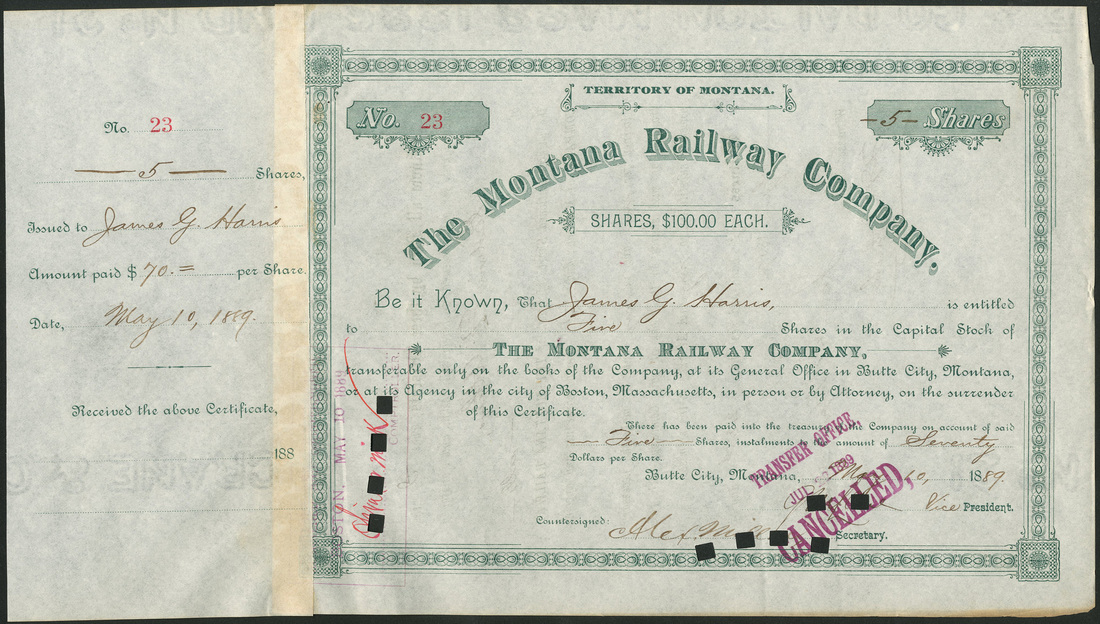 No. 23
— 5 — Shares,
Issued to James G. Harris
Amount paid $ 70.= per Share.
Date, May 10, 1889.
Received the above Certificate,
188
TERRITORY OF MONTANA.
No. 23
-5- Shares
The Montana Railway Company.
SHARES, $100.00 EACH.
Be it Known, That James G. Harris, is entitled
to Five Shares in the Capital Stock of
THE MONTANA RAILWAY COMPANY,
transferable only on the books of the Company, at its General Office in Butte City, Montana,
or at its Agency in the city of Boston, Massachusetts, in person or by Attorney, on the surrender
of this Certificate.
There has been paid into the treasury of the Company on account of said
— Five — Shares, instalments to the amount of Seventy
Dollars per Share.
Butte City, Montana, May 10, 1889.
Vice President.
Countersigned:
Secretary.
TRANSFER OFFICE,
1889
CANCELLED,
MAY 10 1889